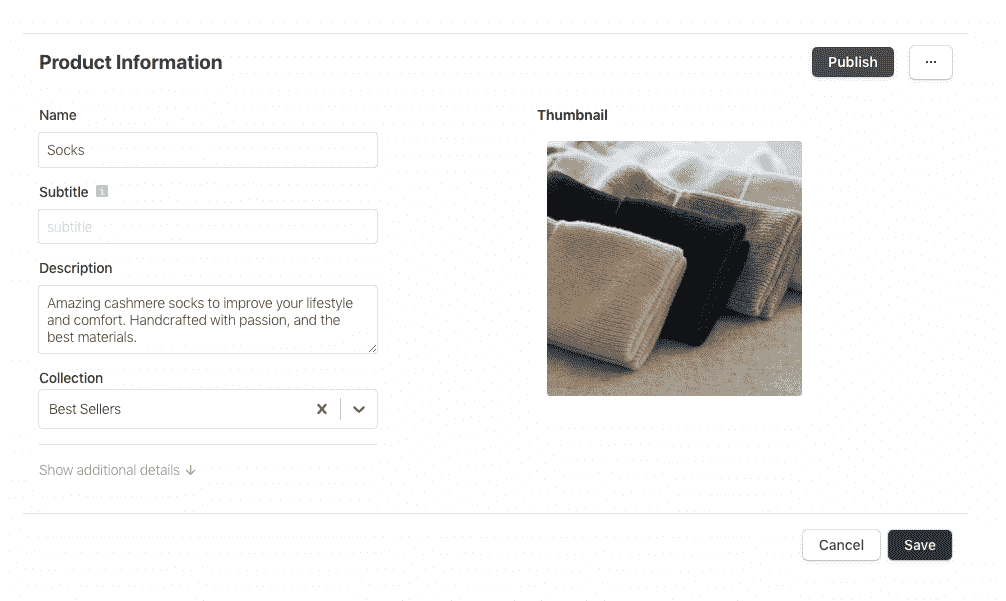 Product Information
Publish
...
Name
Socks
Subtitle i
subtitle
Description
Amazing cashmere socks to improve your lifestyle
and comfort. Handcrafted with passion, and the
best materials.
Collection
Best Sellers
Show additional details ↓
Thumbnail
Cancel
Save